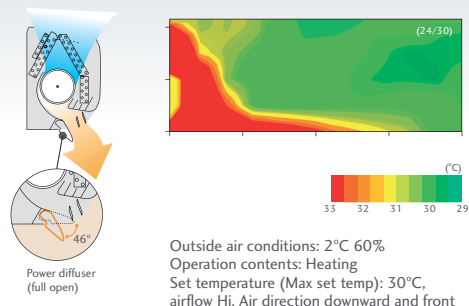 (24/30)
(°C)
33 32 31 30 29
46°
Power diffuser
(full open)
Outside air conditions: 2°C 60%
Operation contents: Heating
Set temperature (Max set temp): 30°C,
airflow Hi. Air direction downward and front